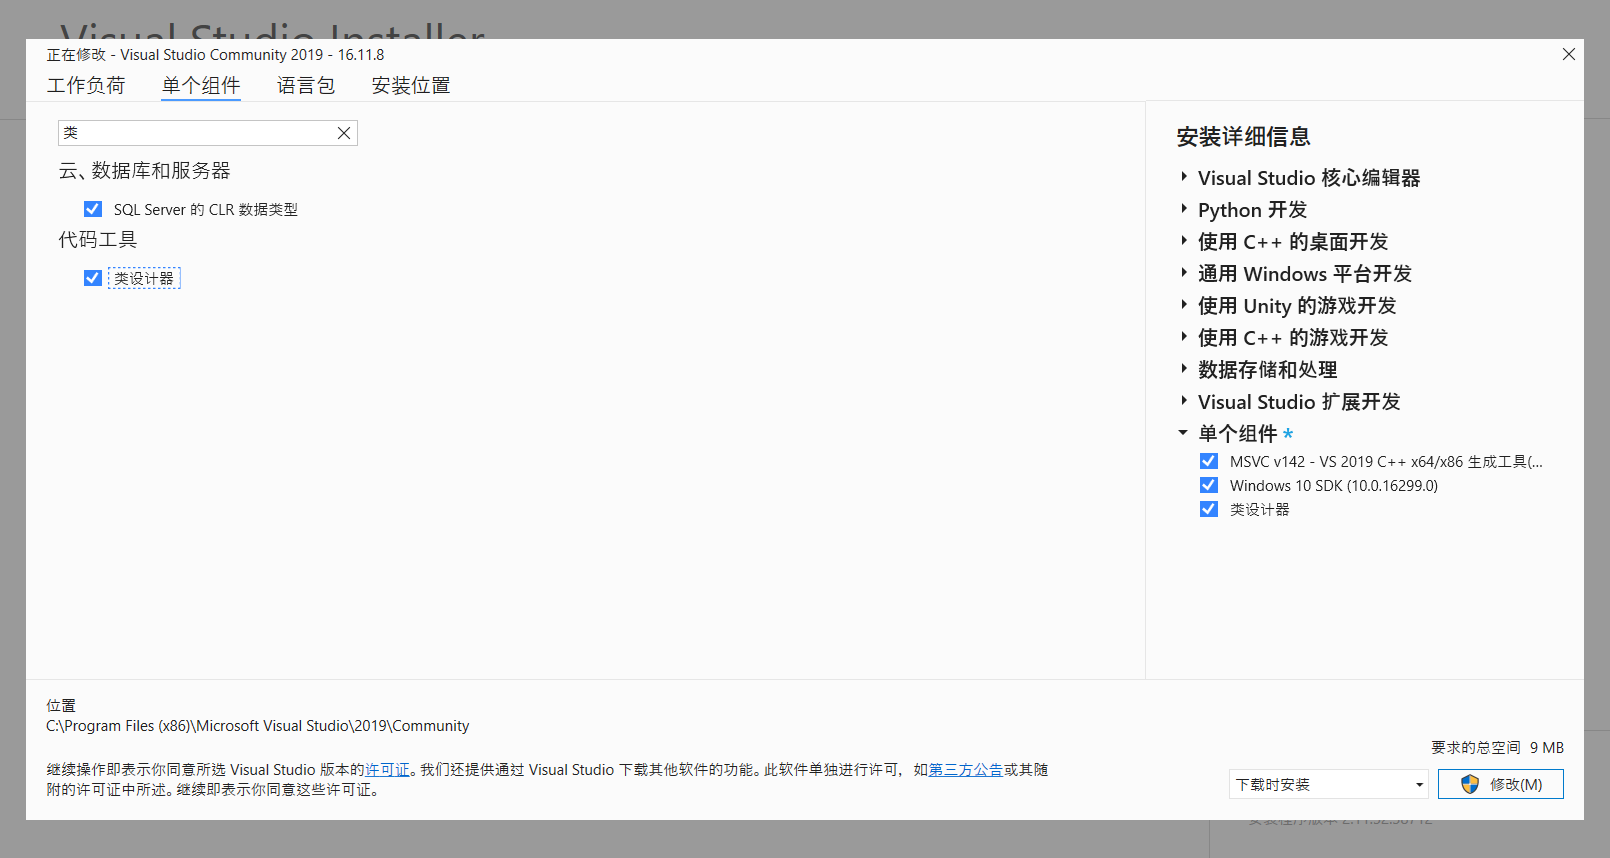 Visual Studio Installer
正在修改 - Visual Studio Community 2019 - 16.11.8
工作负荷 单个组件 语言包 安装位置
类
云、数据库和服务器
SQL Server 的 CLR 数据类型
代码工具
类设计器
安装详细信息
Visual Studio 核心编辑器
Python 开发
使用 C++ 的桌面开发
通用 Windows 平台开发
使用 Unity 的游戏开发
使用 C++ 的游戏开发
数据存储和处理
Visual Studio 扩展开发
单个组件 *
MSVC v142 - VS 2019 C++ x64/x86 生成工具(...
Windows 10 SDK (10.0.16299.0)
类设计器
位置
C:\Program Files (x86)\Microsoft Visual Studio\2019\Community
要求的总空间 9 MB
继续操作即表示你同意所选 Visual Studio 版本的许可证。我们还提供通过 Visual Studio 下载其他软件的功能。此软件单独进行许可，如第三方公告或其随
附的许可证中所述。继续即表示你同意这些许可证。
下载时安装
修改(M)